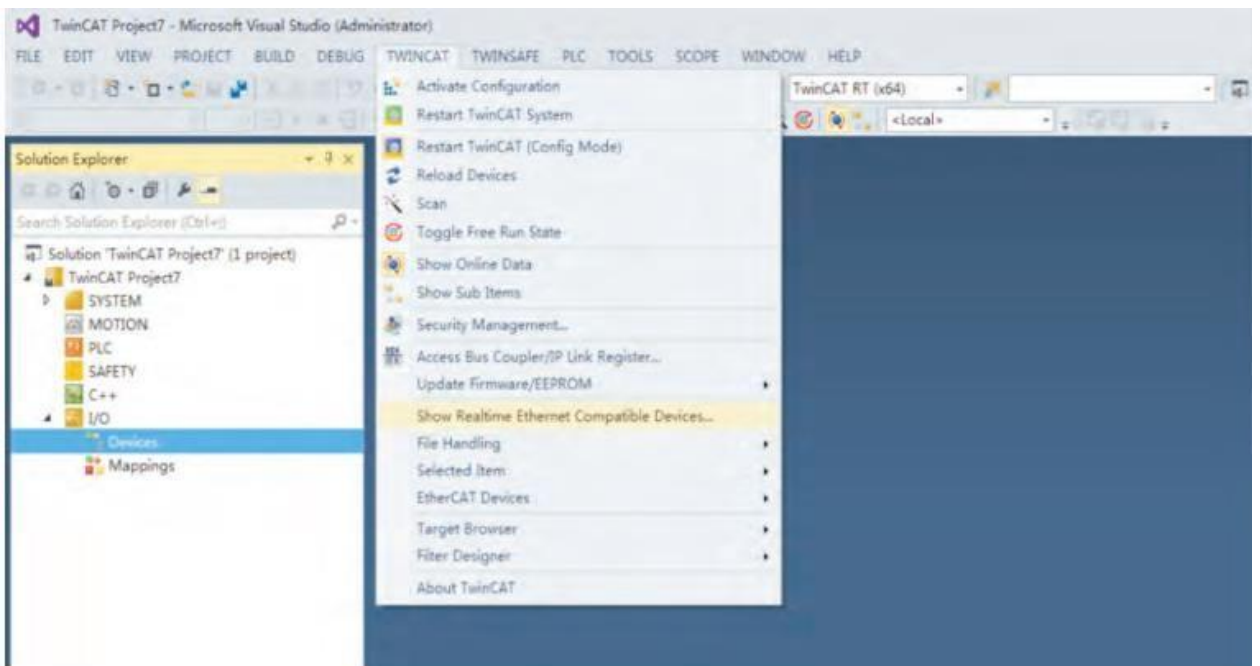 TwinCAT Project7 - Microsoft Visual Studio (Administrator)
FILE EDIT VIEW PROJECT BUILD DEBUG TWINCAT TWINSAFE PLC TOOLS SCOPE WINDOW HELP
TwinCAT RT (x64)
<Local>
Solution Explorer
Search Solution Explorer (Ctrl+;)
Solution 'TwinCAT Project7' (1 project)
TwinCAT Project7
SYSTEM
MOTION
PLC
SAFETY
C++
I/O
Devices
Mappings
Activate Configuration
Restart TwinCAT System
Restart TwinCAT (Config Mode)
Reload Devices
Scan
Toggle Free Run State
Show Online Data
Show Sub Items
Security Management...
Access Bus Coupler/IP Link Register...
Update Firmware/EEPROM
Show Realtime Ethernet Compatible Devices...
File Handling
Selected Item
EtherCAT Devices
Target Browser
Filter Designer
About TwinCAT